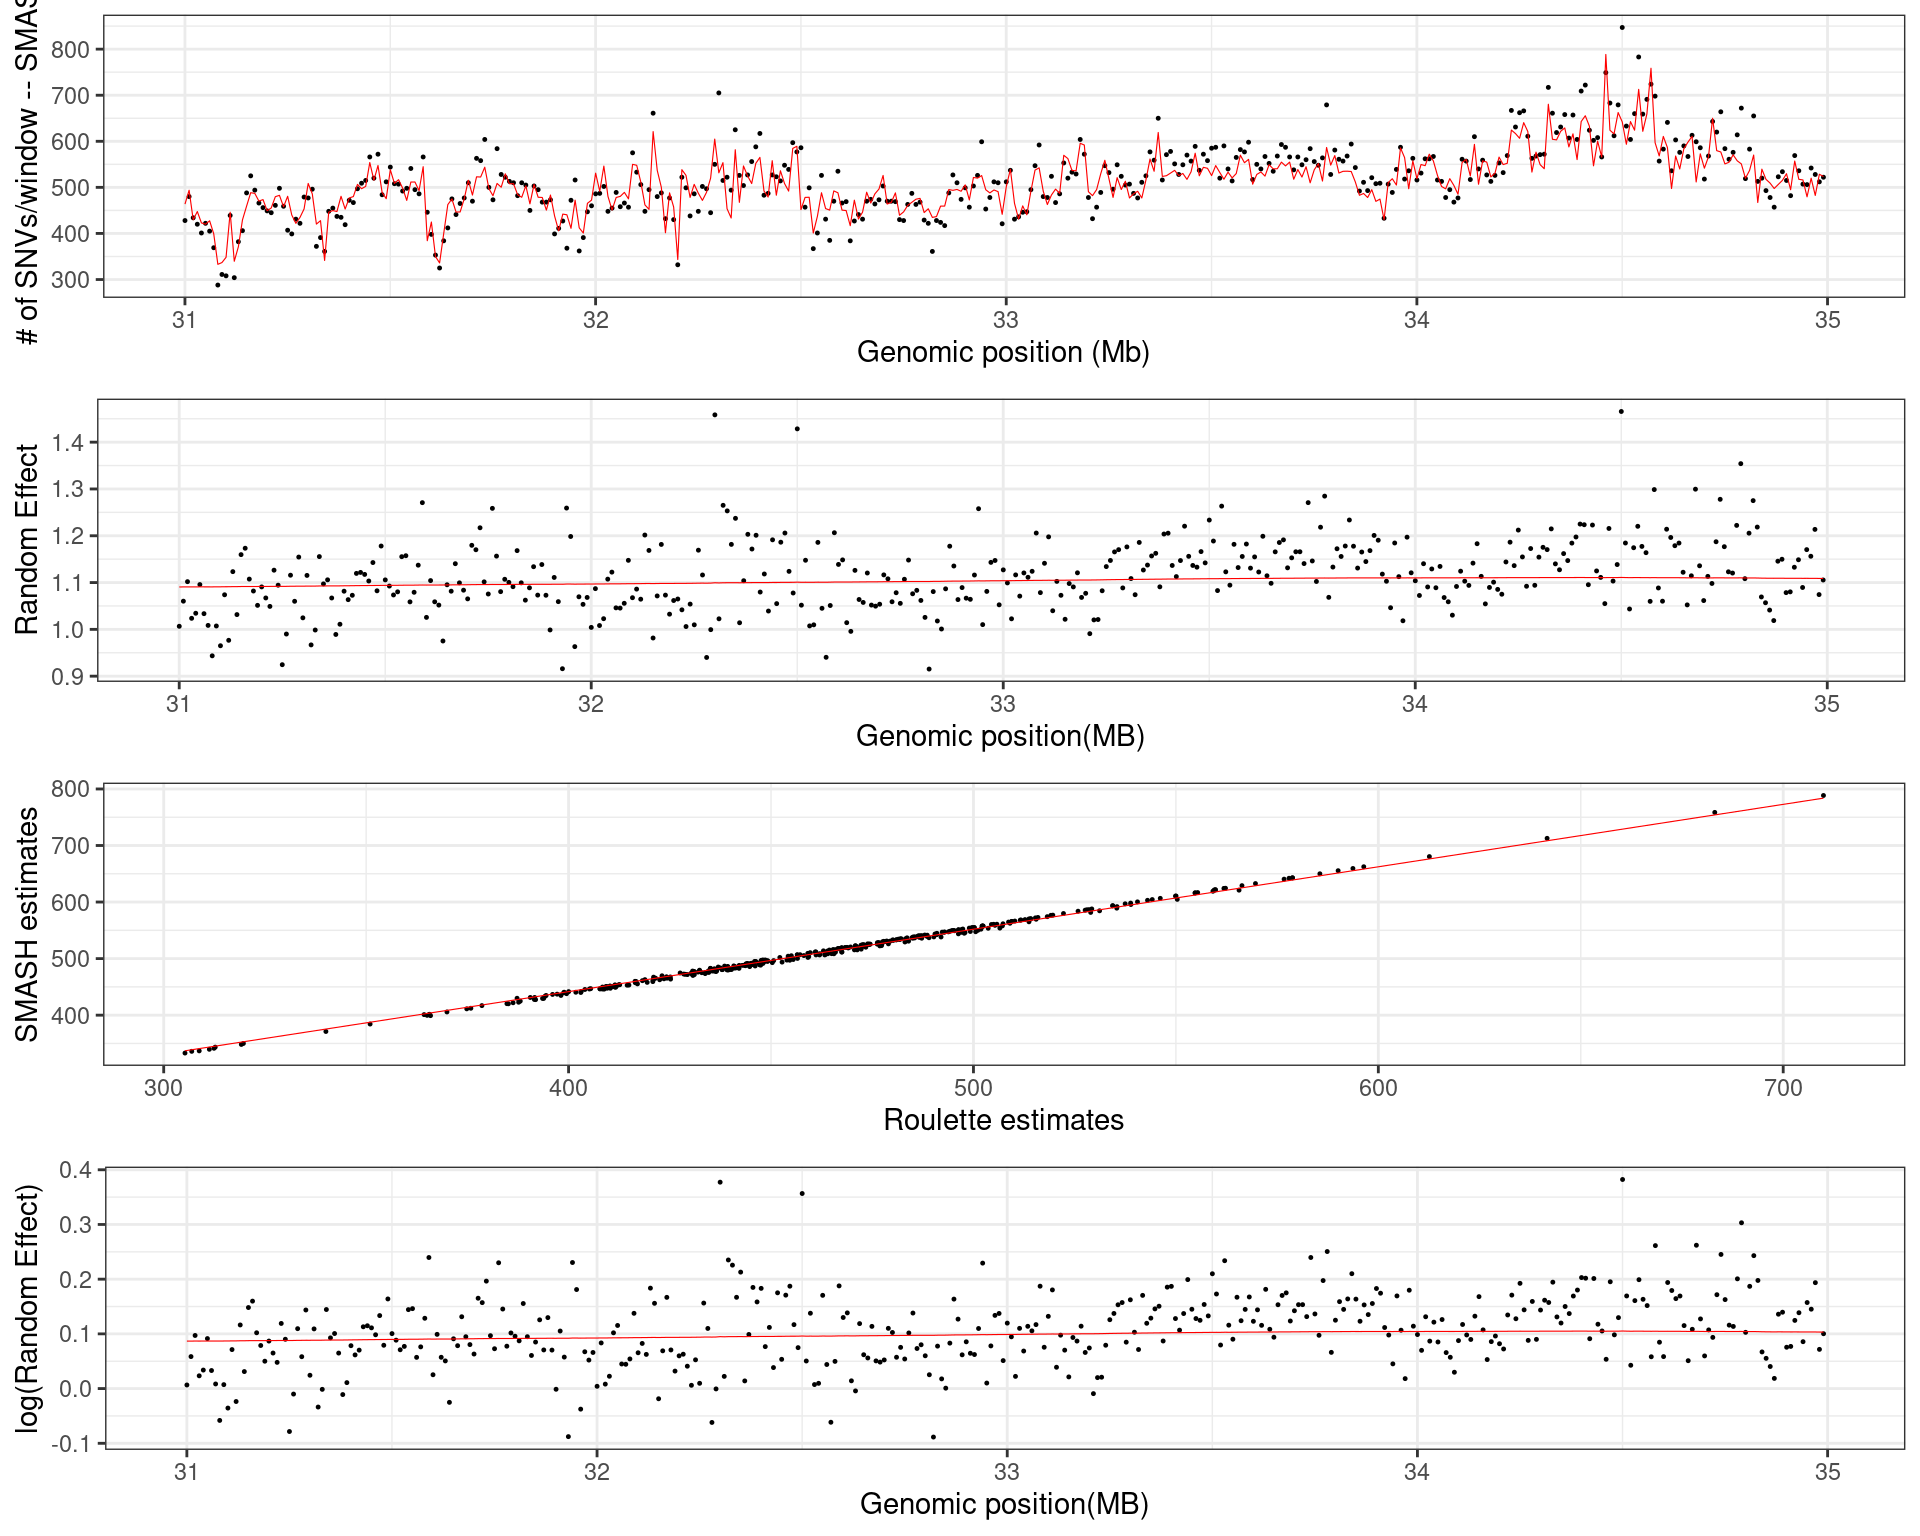 # of SNVs/window -- SMAS
800
700
600
500
400
300
31 32 33 34 35
Genomic position (Mb)
Random Effect
1.4
1.3
1.2
1.1
1.0
0.9
31 32 33 34 35
Genomic position(MB)
SMASH estimates
800
700
600
500
400
300 400 500 600 700
Roulette estimates
log(Random Effect)
0.4
0.3
0.2
0.1
0.0
-0.1
31 32 33 34 35
Genomic position(MB)